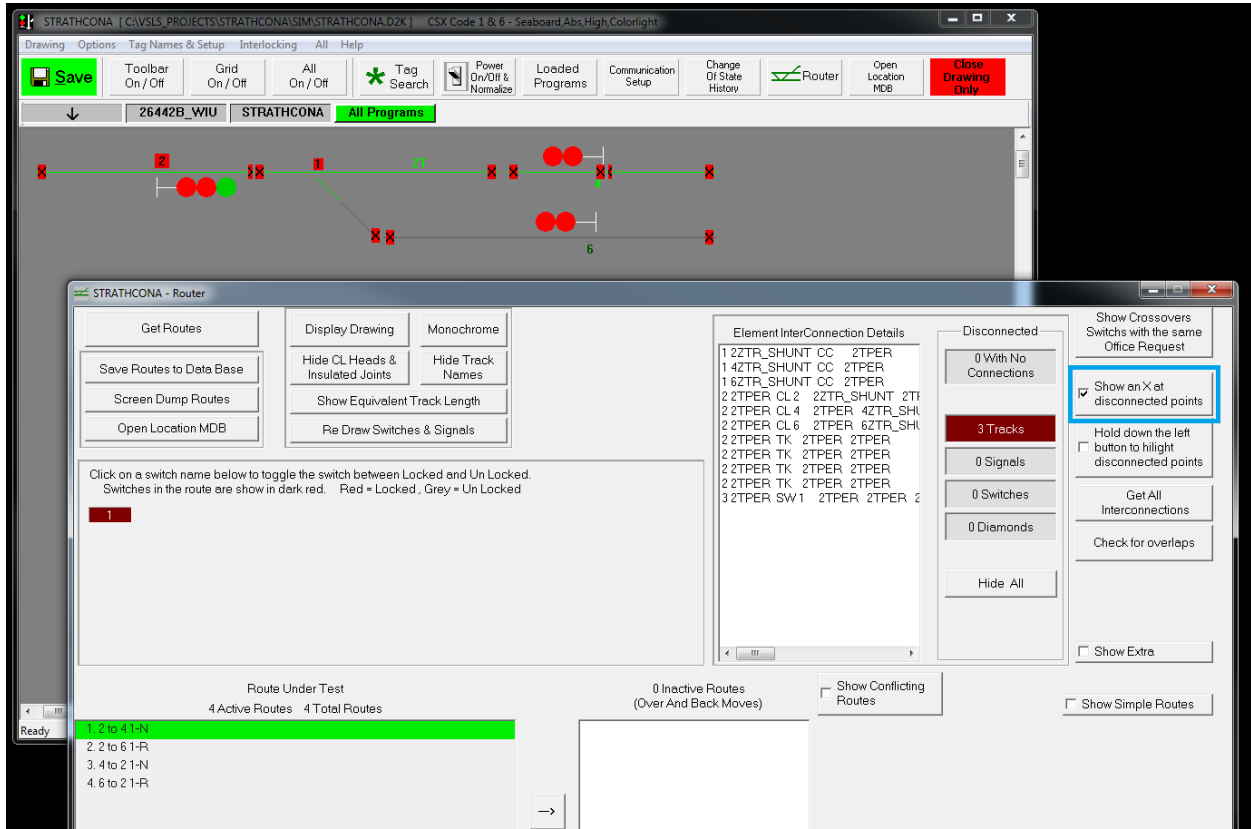 STRATHCONA [ C:\VSLS_PROJECTS\STRATHCONA\SIM\STRATHCONA.D2K ] CSX Code 1 & 6 - Seaboard,Abs,High,Colorlight
Drawing Options Tag Names & Setup Interlocking All Help
Save
Toolbar
On / Off
Grid
On / Off
All
On / Off
Tag
Search
Power
On/Off &
Normalize
Loaded
Programs
Communication
Setup
Change
Of State
History
Router
Open
Location
MDB
Close
Drawing
Only
26442B_WIU STRATHCONA All Programs
2
1
2T
4
6
Ready
STRATHCONA - Router
Get Routes
Save Routes to Data Base
Screen Dump Routes
Open Location MDB
Display Drawing
Monochrome
Hide CL Heads &
Insulated Joints
Hide Track
Names
Show Equivalent Track Length
Re Draw Switches & Signals
Click on a switch name below to toggle the switch between Locked and Un Locked.
Switches in the route are show in dark red. Red = Locked , Grey = Un Locked
1
Element InterConnection Details
1 2ZTR_SHUNT CC 2TPER
1 4ZTR_SHUNT CC 2TPER
1 6ZTR_SHUNT CC 2TPER
2 2TPER CL 2 2ZTR_SHUNT 2TF
2 2TPER CL 4 2TPER 4ZTR_SHU
2 2TPER CL 6 2TPER 6ZTR_SHU
2 2TPER TK 2TPER 2TPER
2 2TPER TK 2TPER 2TPER
2 2TPER TK 2TPER 2TPER
2 2TPER TK 2TPER 2TPER
3 2TPER SW 1 2TPER 2TPER 2
Disconnected
0 With No
Connections
3 Tracks
0 Signals
0 Switches
0 Diamonds
Hide All
Show Crossovers
Switchs with the same
Office Request
Show an X at
disconnected points
Hold down the left
button to hilight
disconnected points
Get All
Interconnections
Check for overlaps
Show Extra
Show Simple Routes
Route Under Test
4 Active Routes 4 Total Routes
1. 2 to 4 1-N
2. 2 to 6 1-R
3. 4 to 2 1-N
4. 6 to 2 1-R
-->
0 Inactive Routes
(Over And Back Moves)
Show Conflicting
Routes